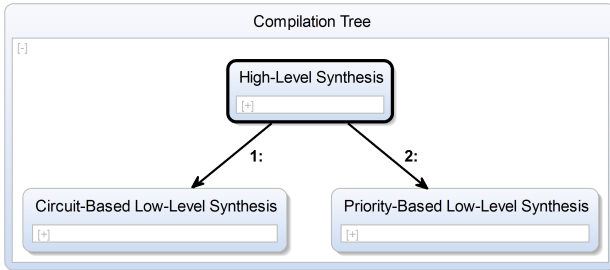 Compilation Tree
[-]
High-Level Synthesis
[+]
1:
2:
Circuit-Based Low-Level Synthesis
[+]
Priority-Based Low-Level Synthesis
[+]